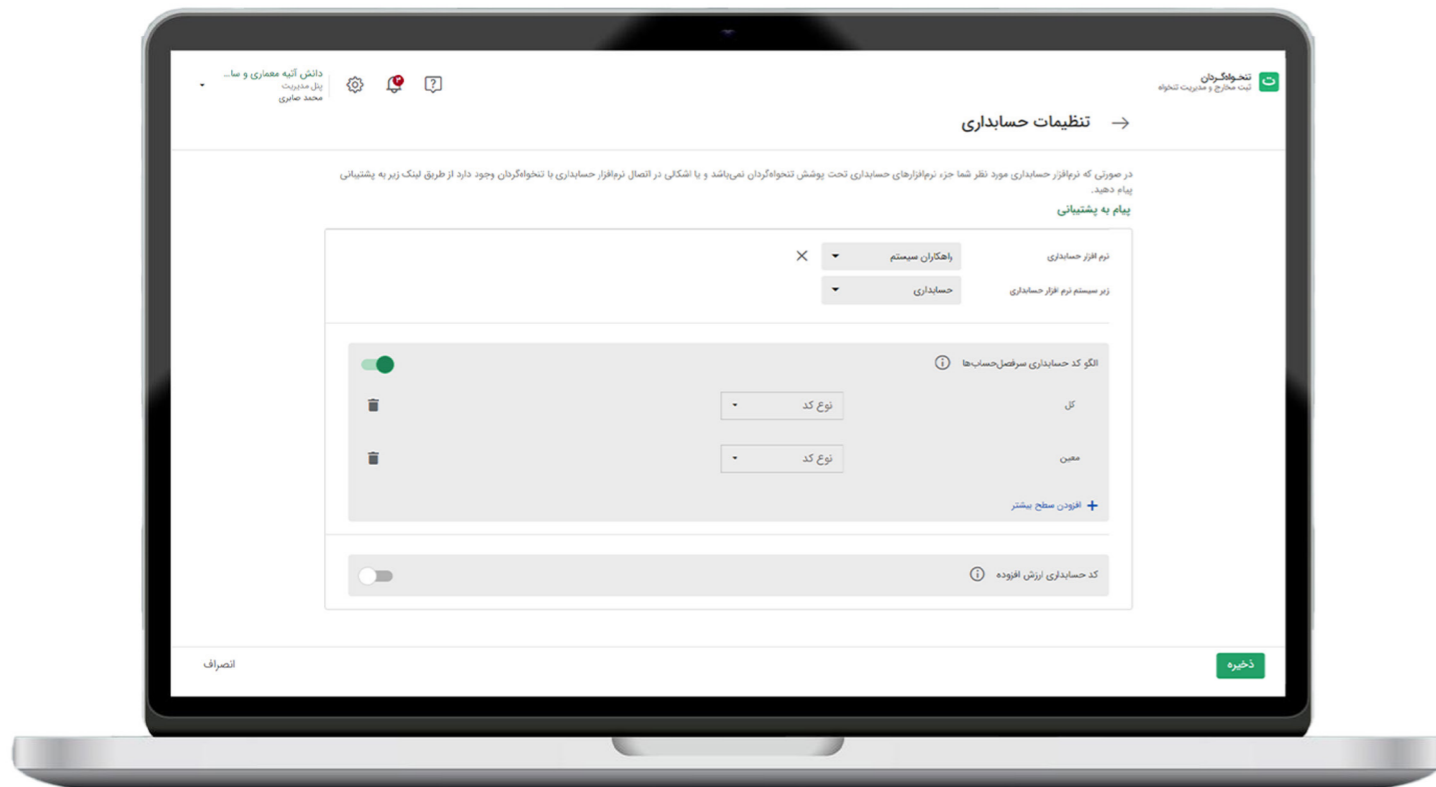 تنخواه‌گردان
ثبت مخارج و مدیریت تنخواه
دانش آتیه معماری و سا...
پنل مدیریت
محمد صابری
تنظیمات حسابداری
در صورتی که نرم‌افزار حسابداری مورد نظر شما جزء نرم‌افزارهای حسابداری تحت پوشش تنخواه‌گردان نمی‌باشد و یا اشکالی در اتصال نرم‌افزار حسابداری با تنخواه‌گردان وجود دارد از طریق لینک زیر به پشتیبانی
پیام دهید.
پیام به پشتیبانی
نرم افزار حسابداری
راهکاران سیستم
زیر سیستم نرم افزار حسابداری
حسابداری
الگو کد حسابداری سرفصل‌حساب‌ها
کل
نوع کد
معین
نوع کد
+ افزودن سطح بیشتر
کد حسابداری ارزش افزوده
ذخیره
انصراف